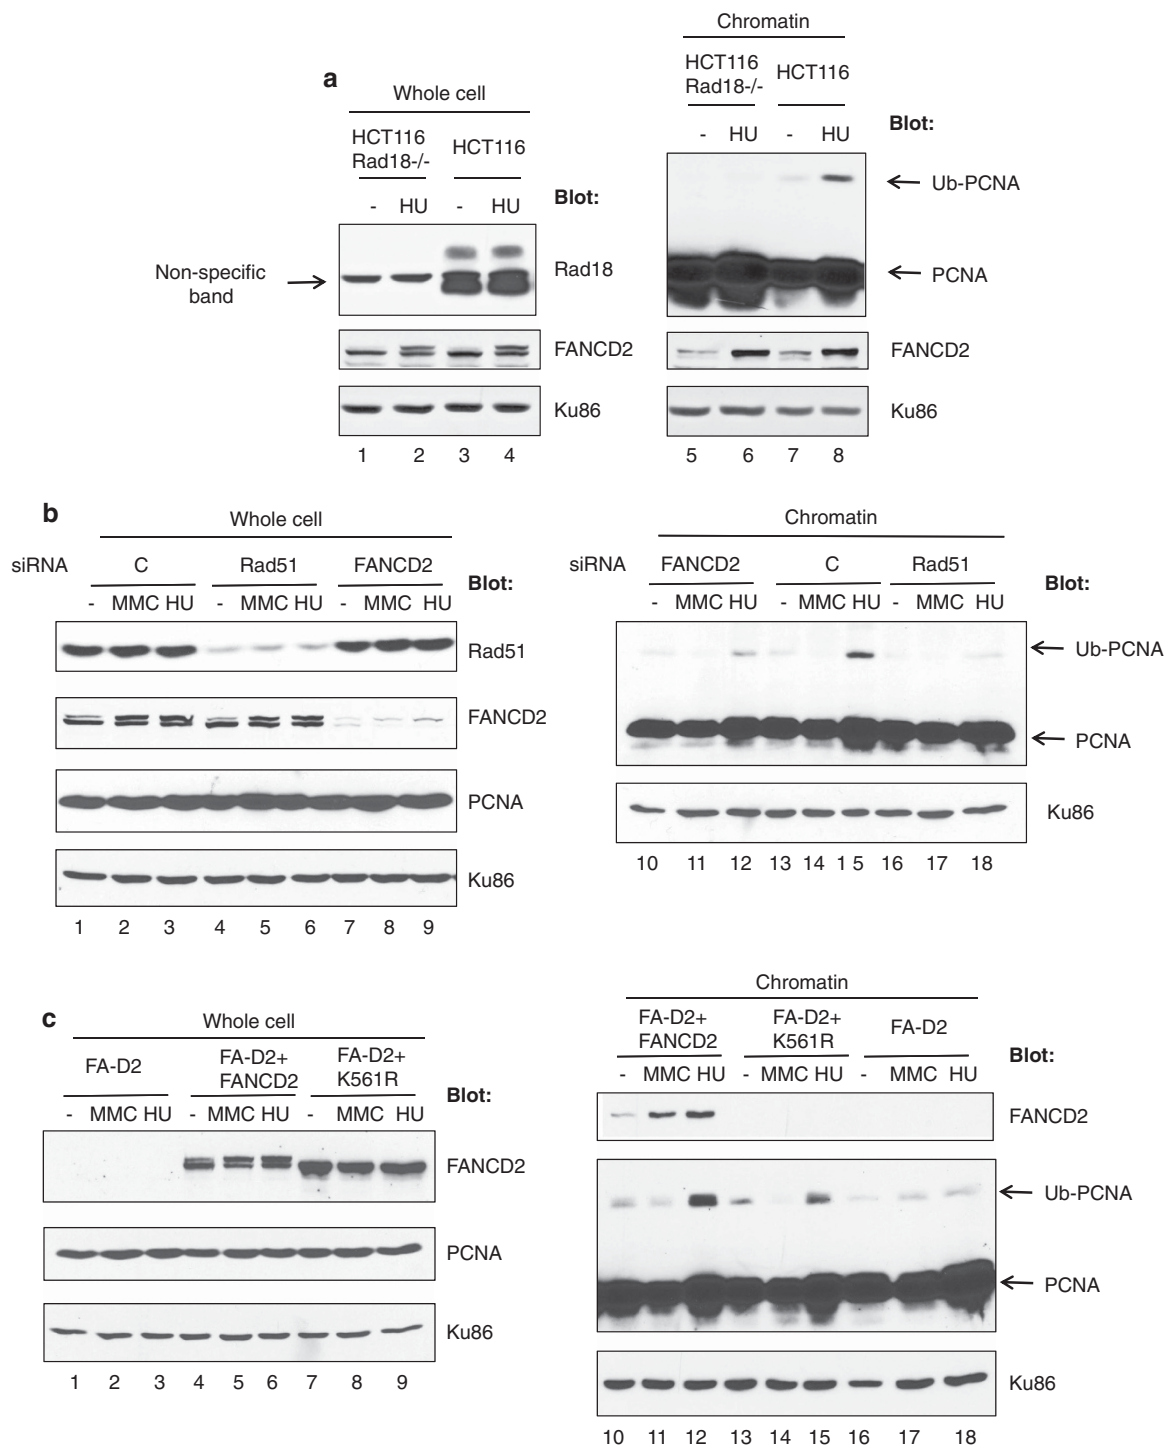 a
Whole cell
HCT116
Rad18-/-
HCT116
- HU - HU
Blot:
Non-specific
band
Rad18
FANCD2
Ku86
1 2 3 4
Chromatin
HCT116
Rad18-/-
HCT116
- HU - HU
Blot:
Ub-PCNA
PCNA
FANCD2
Ku86
5 6 7 8
b
Whole cell
siRNA C Rad51 FANCD2
Blot:
- MMC HU - MMC HU - MMC HU
Rad51
FANCD2
PCNA
Ku86
1 2 3 4 5 6 7 8 9
Chromatin
siRNA FANCD2 C Rad51
Blot:
- MMC HU - MMC HU - MMC HU
Ub-PCNA
PCNA
Ku86
10 11 12 13 14 1 5 16 17 18
c
Whole cell
FA-D2
FA-D2+
FANCD2
FA-D2+
K561R
Blot:
- MMC HU - MMC HU - MMC HU
FANCD2
PCNA
Ku86
1 2 3 4 5 6 7 8 9
Chromatin
FA-D2+
FANCD2
FA-D2+
K561R
FA-D2
Blot:
- MMC HU - MMC HU - MMC HU
FANCD2
Ub-PCNA
PCNA
Ku86
10 11 12 13 14 15 16 17 18